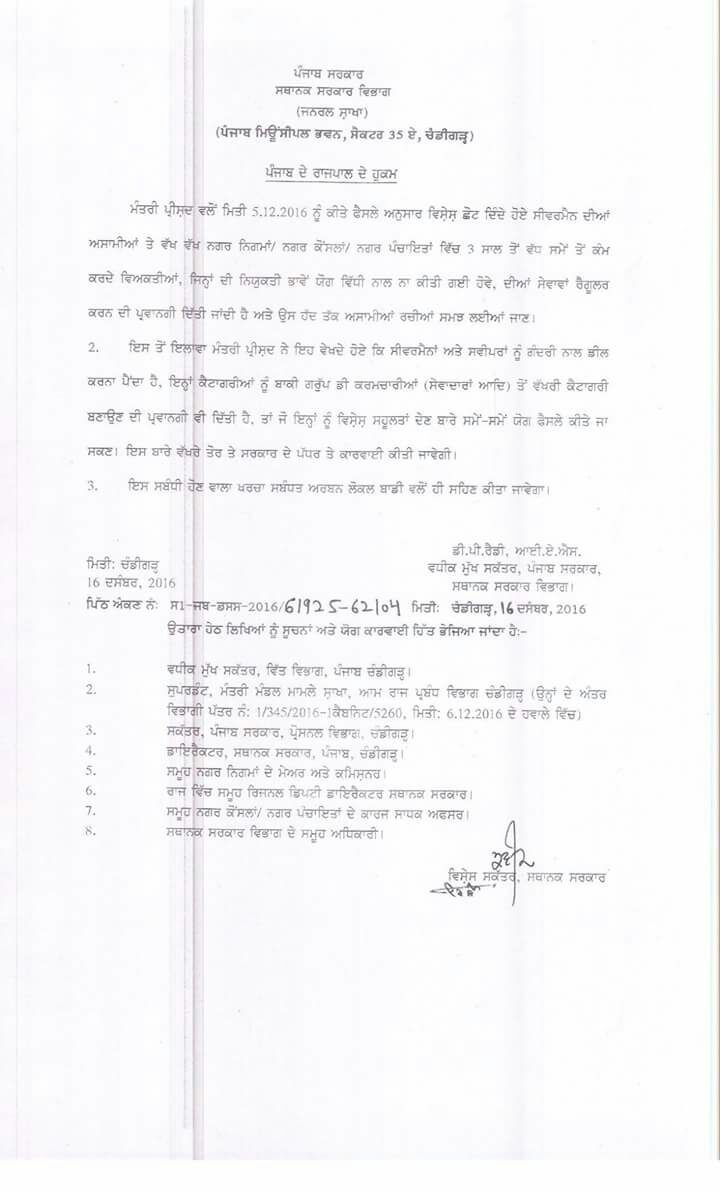 ਪੰਜਾਬ ਸਰਕਾਰ
ਸਥਾਨਕ ਸਰਕਾਰ ਵਿਭਾਗ
(ਜਨਰਲ ਸ਼ਾਖਾ)
(ਪੰਜਾਬ ਮਿਊਂਸੀਪਲ ਭਵਨ, ਸੈਕਟਰ 35 ਏ, ਚੰਡੀਗੜ੍ਹ)
ਪੰਜਾਬ ਦੇ ਰਾਜਪਾਲ ਦੇ ਹੁਕਮ
ਮੰਤਰੀ ਪ੍ਰੀਸ਼ਦ ਵਲੋਂ ਮਿਤੀ 5.12.2016 ਨੂੰ ਕੀਤੇ ਫੈਸਲੇ ਅਨੁਸਾਰ ਵਿਸ਼ੇਸ਼ ਛੋਟ ਦਿੰਦੇ ਹੋਏ ਸੀਵਰਮੈਨ ਦੀਆਂ
ਅਸਾਮੀਆਂ ਤੇ ਵੱਖ ਵੱਖ ਨਗਰ ਨਿਗਮਾਂ/ ਨਗਰ ਕੌਂਸਲਾਂ/ ਨਗਰ ਪੰਚਾਇਤਾਂ ਵਿੱਚ 3 ਸਾਲ ਤੋਂ ਵੱਧ ਸਮੇਂ ਤੋਂ ਕੰਮ
ਕਰਦੇ ਵਿਅਕਤੀਆਂ, ਜਿਨ੍ਹਾਂ ਦੀ ਨਿਯੁਕਤੀ ਭਾਵੇਂ ਯੋਗ ਵਿੱਧੀ ਨਾਲ ਨਾ ਕੀਤੀ ਗਈ ਹੋਵੇ, ਦੀਆਂ ਸੇਵਾਵਾਂ ਰੈਗੂਲਰ
ਕਰਨ ਦੀ ਪ੍ਰਵਾਨਗੀ ਦਿੱਤੀ ਜਾਂਦੀ ਹੈ ਅਤੇ ਉਸ ਹੱਦ ਤੱਕ ਅਸਾਮੀਆਂ ਰਚੀਆਂ ਸਮਝ ਲਈਆਂ ਜਾਣ।
2. ਇਸ ਤੋਂ ਇਲਾਵਾ ਮੰਤਰੀ ਪ੍ਰੀਸ਼ਦ ਨੇ ਇਹ ਵੇਖਦੇ ਹੋਏ ਕਿ ਸੀਵਰਮੈਨਾਂ ਅਤੇ ਸਵੀਪਰਾਂ ਨੂੰ ਗੰਦਗੀ ਨਾਲ ਡੀਲ
ਕਰਨਾ ਪੈਂਦਾ ਹੈ, ਇਨ੍ਹਾਂ ਕੈਟਾਗਰੀਆਂ ਨੂੰ ਬਾਕੀ ਗਰੁੱਪ ਡੀ ਕਰਮਚਾਰੀਆਂ (ਸੇਵਾਦਾਰਾਂ ਆਦਿ) ਤੋਂ ਵੱਖਰੀ ਕੈਟਾਗਰੀ
ਬਣਾਉਣ ਦੀ ਪ੍ਰਵਾਨਗੀ ਵੀ ਦਿੱਤੀ ਹੈ, ਤਾਂ ਜੋ ਇਨ੍ਹਾਂ ਨੂੰ ਵਿਸ਼ੇਸ਼ ਸਹੂਲਤਾਂ ਦੇਣ ਬਾਰੇ ਸਮੇਂ-ਸਮੇਂ ਯੋਗ ਫੈਸਲੇ ਕੀਤੇ ਜਾ
ਸਕਣ। ਇਸ ਬਾਰੇ ਵੱਖਰੇ ਤੌਰ ਤੇ ਸਰਕਾਰ ਦੇ ਪੱਧਰ ਤੇ ਕਾਰਵਾਈ ਕੀਤੀ ਜਾਵੇਗੀ।
3. ਇਸ ਸਬੰਧੀ ਹੋਣ ਵਾਲਾ ਖਰਚਾ ਸਬੰਧਤ ਅਰਬਨ ਲੋਕਲ ਬਾਡੀ ਵਲੋਂ ਹੀ ਸਹਿਣ ਕੀਤਾ ਜਾਵੇਗਾ।
ਡੀ.ਪੀ.ਰੈਡੀ, ਆਈ.ਏ.ਐਸ.
ਮਿਤੀ: ਚੰਡੀਗੜ੍ਹ ਵਧੀਕ ਮੁੱਖ ਸਕੱਤਰ, ਪੰਜਾਬ ਸਰਕਾਰ,
16 ਦਸੰਬਰ, 2016 ਸਥਾਨਕ ਸਰਕਾਰ ਵਿਭਾਗ।
ਪਿੱਠ ਅੰਕਣ ਨੰ: ਸ1-ਜਥ-ਡਸਸ-2016/61925-62104 ਮਿਤੀ: ਚੰਡੀਗੜ੍ਹ, 16 ਦਸੰਬਰ, 2016
ਉਤਾਰਾ ਹੇਠ ਲਿਖਿਆਂ ਨੂੰ ਸੂਚਨਾਂ ਅਤੇ ਯੋਗ ਕਾਰਵਾਈ ਹਿੱਤ ਭੇਜਿਆ ਜਾਂਦਾ ਹੈ:-
1. ਵਧੀਕ ਮੁੱਖ ਸਕੱਤਰ, ਵਿੱਤ ਵਿਭਾਗ, ਪੰਜਾਬ ਚੰਡੀਗੜ੍ਹ।
2. ਸੁਪਰਡੰਟ, ਮੰਤਰੀ ਮੰਡਲ ਮਾਮਲੇ ਸ਼ਾਖਾ, ਆਮ ਰਾਜ ਪ੍ਰਬੰਧ ਵਿਭਾਗ ਚੰਡੀਗੜ੍ਹ (ਉਨ੍ਹਾਂ ਦੇ ਅੰਤਰ
ਵਿਭਾਗੀ ਪੱਤਰ ਨੰ: 1/345/2016-1ਕੈਬਨਿਟ/5260, ਮਿਤੀ: 6.12.2016 ਦੇ ਹਵਾਲੇ ਵਿੱਚ)
3. ਸਕੱਤਰ, ਪੰਜਾਬ ਸਰਕਾਰ, ਪ੍ਰੋਸਨਲ ਵਿਭਾਗ, ਚੰਡੀਗੜ੍ਹ।
4. ਡਾਇਰੈਕਟਰ, ਸਥਾਨਕ ਸਰਕਾਰ, ਪੰਜਾਬ, ਚੰਡੀਗੜ੍ਹ।
5. ਸਮੂਹ ਨਗਰ ਨਿਗਮਾਂ ਦੇ ਮੇਅਰ ਅਤੇ ਕਮਿਸ਼ਨਰ।
6. ਰਾਜ ਵਿੱਚ ਸਮੂਹ ਰਿਜਨਲ ਡਿਪਟੀ ਡਾਇਰੈਕਟਰ ਸਥਾਨਕ ਸਰਕਾਰ।
7. ਸਮੂਹ ਨਗਰ ਕੌਂਸਲਾਂ/ ਨਗਰ ਪੰਚਾਇਤਾਂ ਦੇ ਕਾਰਜ ਸਾਧਕ ਅਫਸਰ।
8. ਸਥਾਨਕ ਸਰਕਾਰ ਵਿਭਾਗ ਦੇ ਸਮੂਹ ਅਧਿਕਾਰੀ।
ਵਿਸ਼ੇਸ਼ ਸਕੱਤਰ, ਸਥਾਨਕ ਸਰਕਾਰ